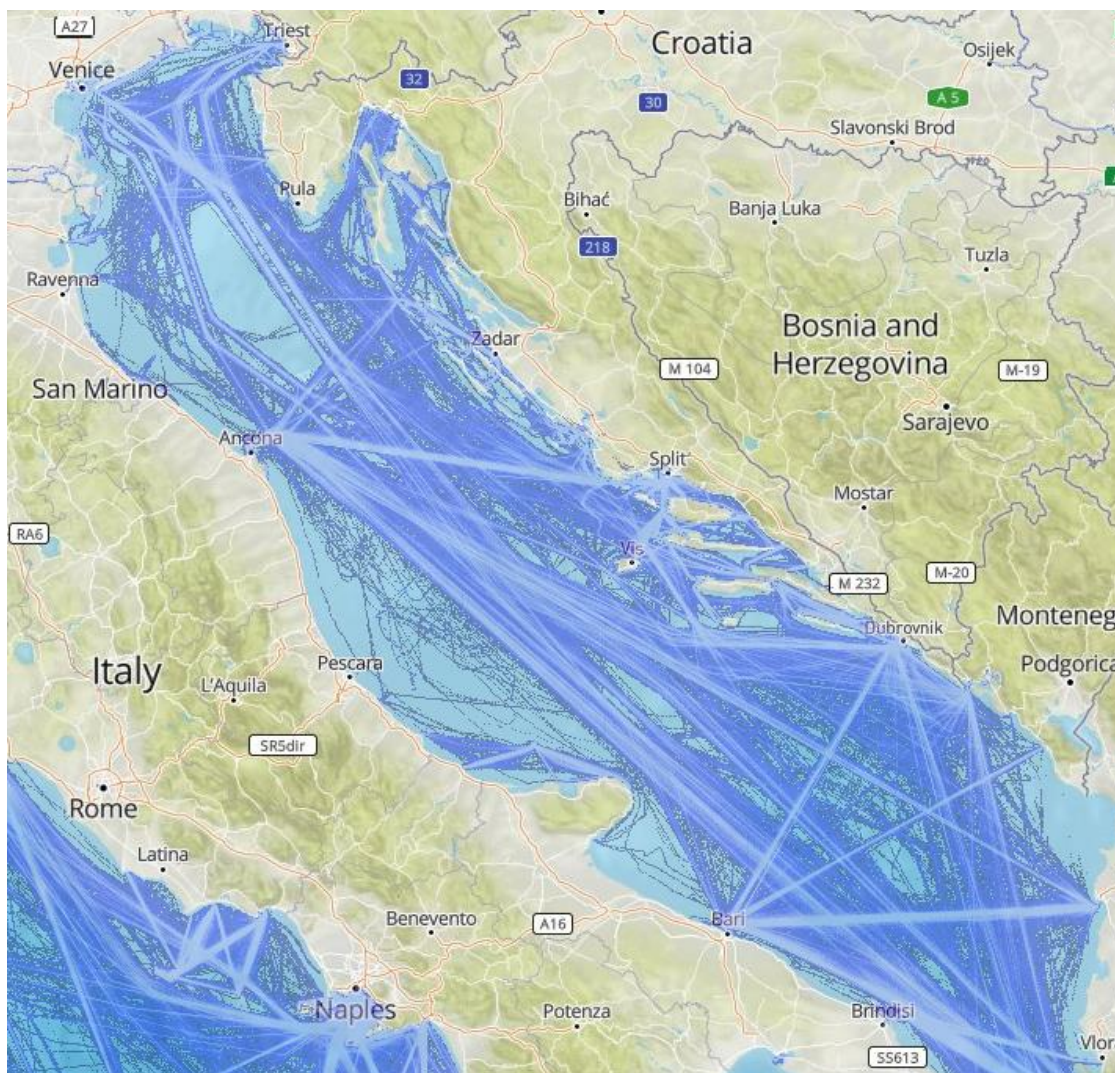 A27
Triest
Venice
Croatia
32
Osijek
30
A 5
Slavonski Brod
Pula
Bihać
Banja Luka
218
Tuzla
Ravenna
Bosnia and
Herzegovina
Zadar
M 104
M-19
San Marino
Sarajevo
Ancona
Split
Mostar
RA6
Vis
M 232
M-20
Monteneg
Dubrovnik
Italy
Pescara
Podgorica
L'Aquila
SR5dir
Rome
Latina
Benevento
A16
Bari
Naples
Potenza
Brindisi
Vlor
SS613